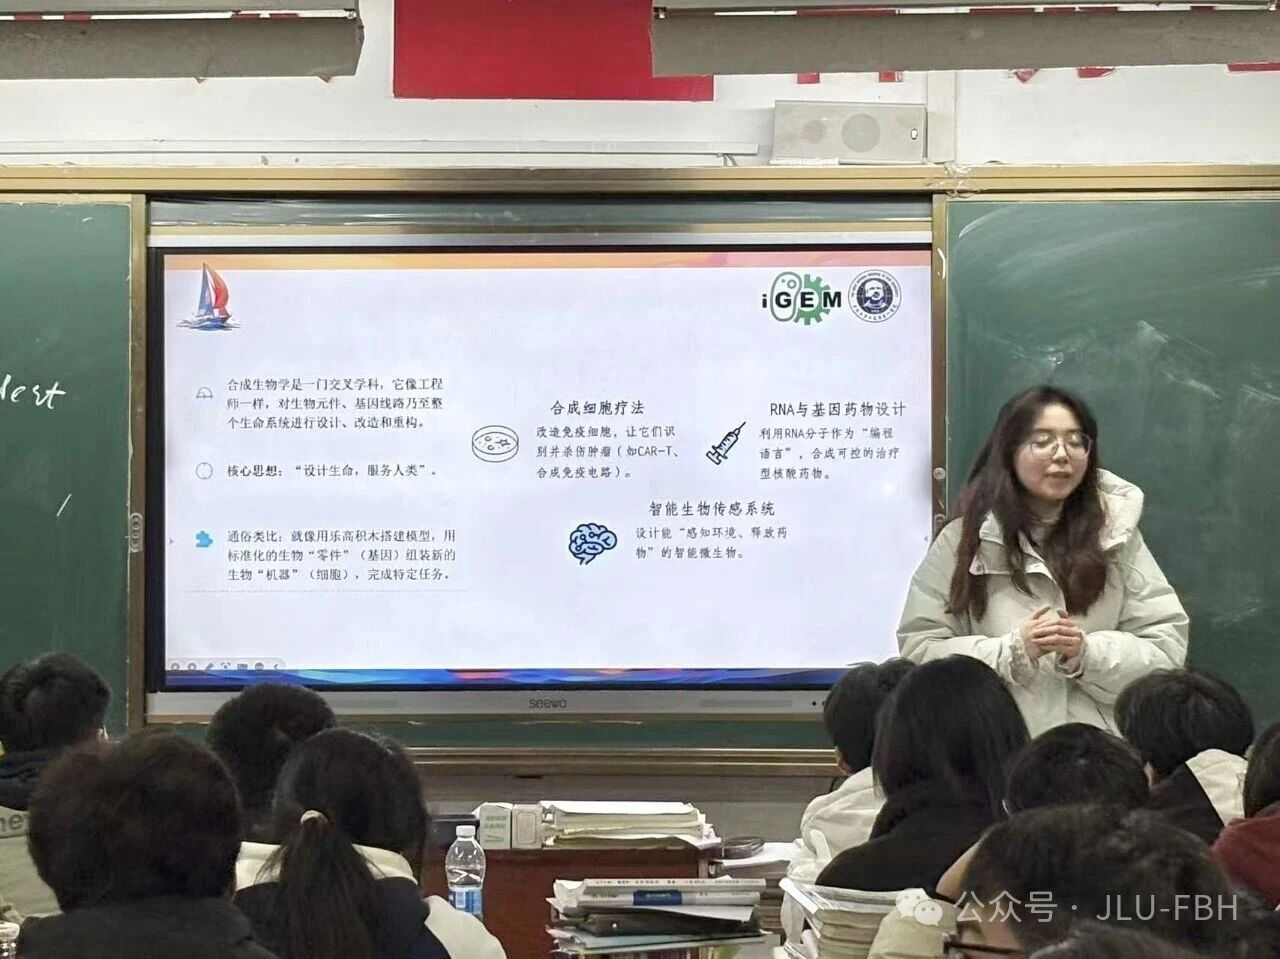 lert
iGEM
合成生物学是一门交叉学科，它像工程
师一样，对生物元件、基因线路乃至整
个生命系统进行设计、改造和重构。
核心思想：“设计生命，服务人类”。
通俗类比：就像用乐高积木搭建模型，用
标准化的生物“零件”（基因）组装新的
生物“机器”（细胞），完成特定任务。
合成细胞疗法
改造免疫细胞，让它们识
别并杀伤肿瘤（如CAR-T、
合成免疫电路）。
RNA与基因药物设计
利用RNA分子作为“编程
语言”，合成可控的治疗
型核酸药物。
智能生物传感系统
设计能“感知环境、释放药
物”的智能微生物。
seewo
公众号 · JLU-FBH